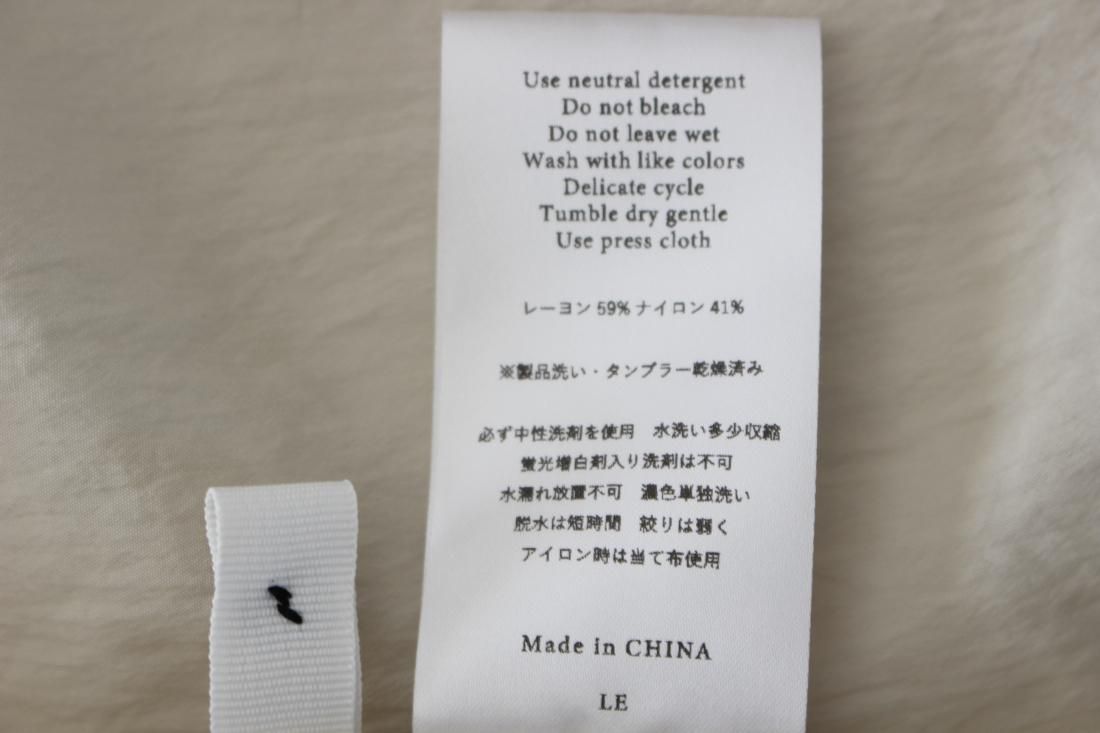 Use neutral detergent
Do not bleach
Do not leave wet
Wash with like colors
Delicate cycle
Tumble dry gentle
Use press cloth
レーヨン 59% ナイロン 41%
※製品洗い・タンブラー乾燥済み
必ず中性洗剤を使用　水洗い多少収縮
蛍光増白剤入り洗剤は不可
水濡れ放置不可　濃色単独洗い
脱水は短時間　絞りは弱く
アイロン時は当て布使用
Made in CHINA
LE